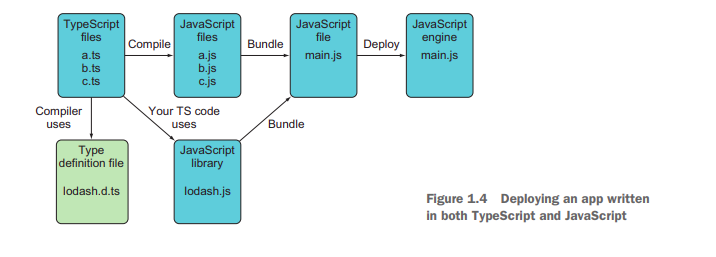 TypeScript
files
a.ts
b.ts
c.ts
Compile
JavaScript
files
a.js
b.js
c.js
Bundle
JavaScript
file
main.js
Deploy
JavaScript
engine
main.js
Compiler
uses
Your TS code
uses
Bundle
Type
definition file
lodash.d.ts
JavaScript
library
lodash.js
Figure 1.4 Deploying an app written
in both TypeScript and JavaScript